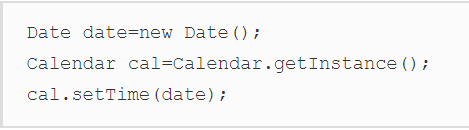 Date date=new Date();
Calendar cal=Calendar.getInstance();
cal.setTime(date);